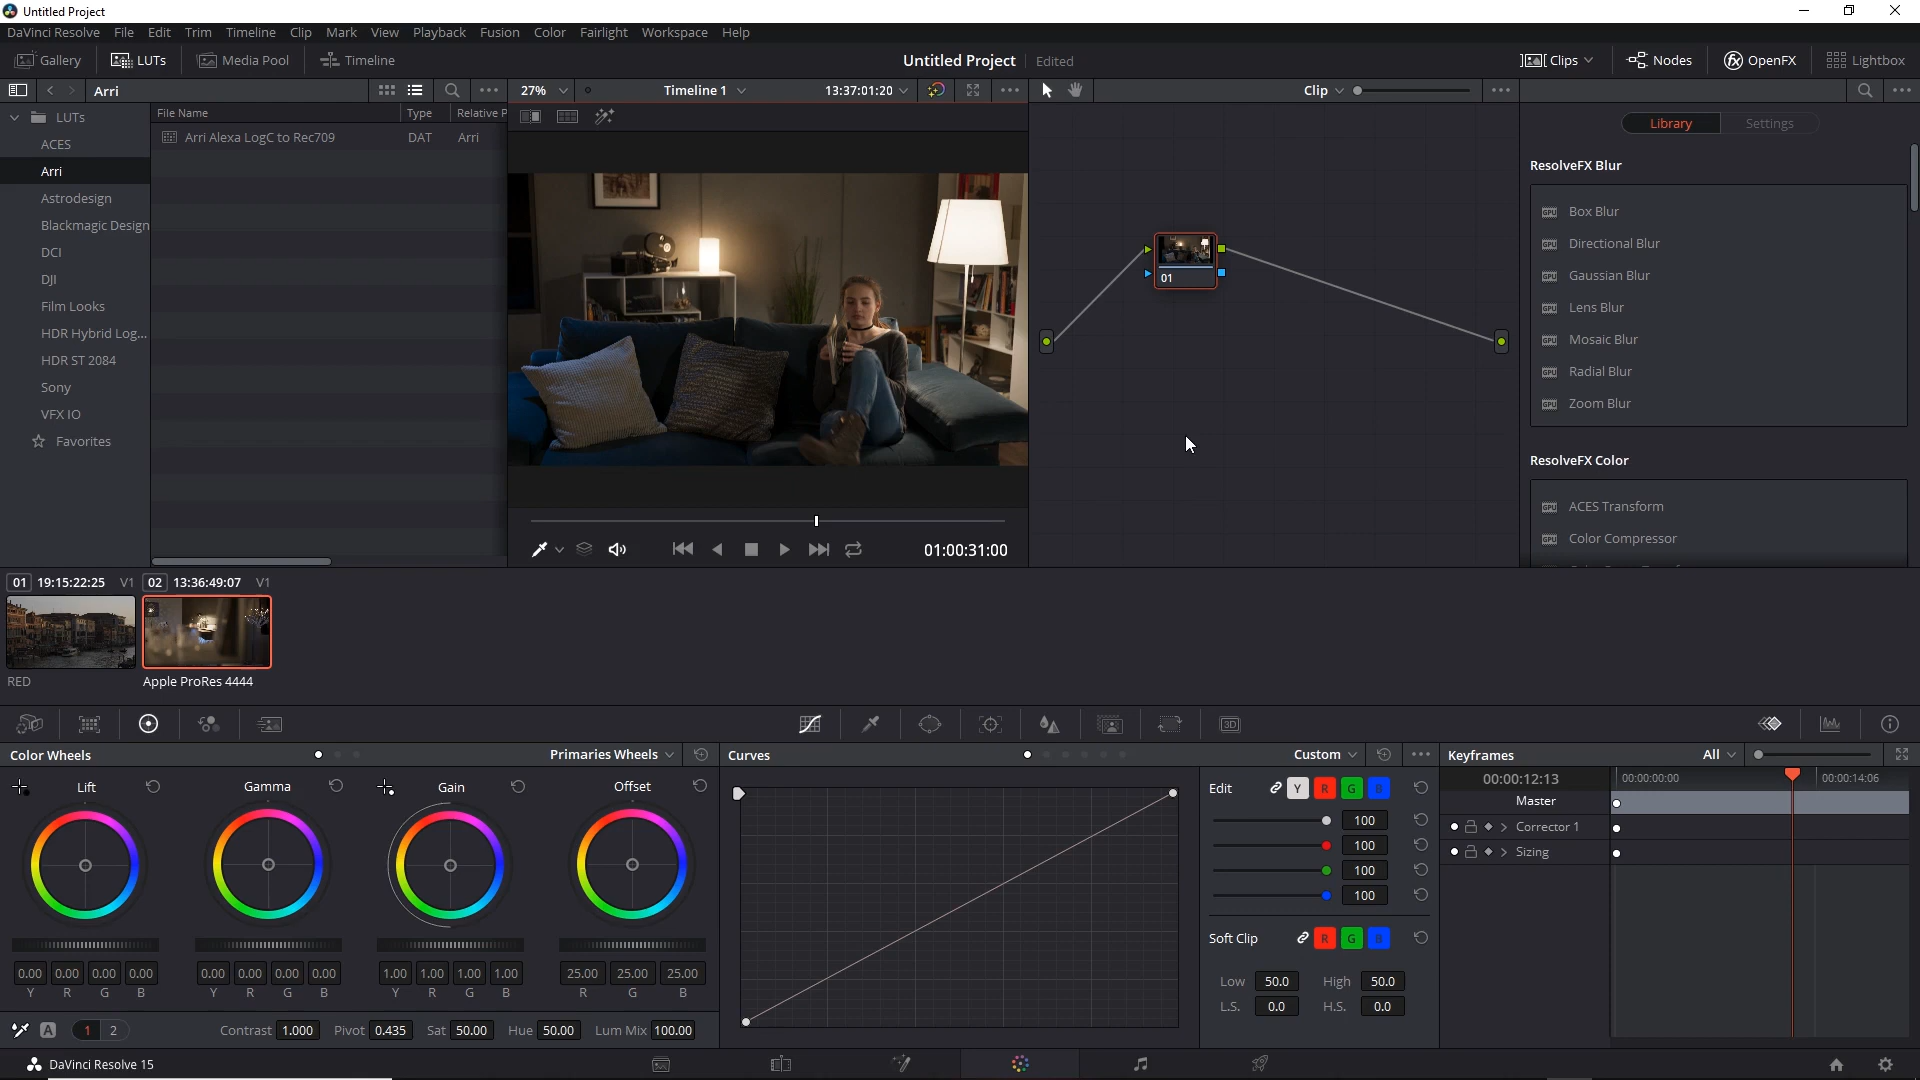 Untitled Project
DaVinci Resolve File Edit Trim Timeline Clip Mark View Playback Fusion Color Fairlight Workspace Help
Gallery LUTs Media Pool Timeline Untitled Project Edited Clips Nodes OpenFX Lightbox
Arri 27% Timeline 1 13:37:01:20 Clip
File Name Type Relative P
Arri Alexa LogC to Rec709 DAT Arri
LUTs
ACES
Arri
Astrodesign
Blackmagic Design
DCI
DJI
Film Looks
HDR Hybrid Log...
HDR ST 2084
Sony
VFX IO
Favorites
01:00:31:00
01
Library Settings
ResolveFX Blur
GPU Box Blur
GPU Directional Blur
GPU Gaussian Blur
GPU Lens Blur
GPU Mosaic Blur
GPU Radial Blur
GPU Zoom Blur
ResolveFX Color
GPU ACES Transform
GPU Color Compressor
01 19:15:22:25 V1 02 13:36:49:07 V1
RED Apple ProRes 4444
3D
Color Wheels Primaries Wheels
Lift Gamma Gain Offset
0.00 0.00 0.00 0.00 0.00 0.00 0.00 0.00 1.00 1.00 1.00 1.00 25.00 25.00 25.00
Y R G B Y R G B Y R G B R G B
A 1 2 Contrast 1.000 Pivot 0.435 Sat 50.00 Hue 50.00 Lum Mix 100.00
Curves Custom
Edit Y R G B
100
100
100
100
Soft Clip R G B
Low 50.0 High 50.0
L.S. 0.0 H.S. 0.0
Keyframes All
00:00:12:13 00:00:00:00 00:00:14:06
Master
Corrector 1
Sizing
DaVinci Resolve 15